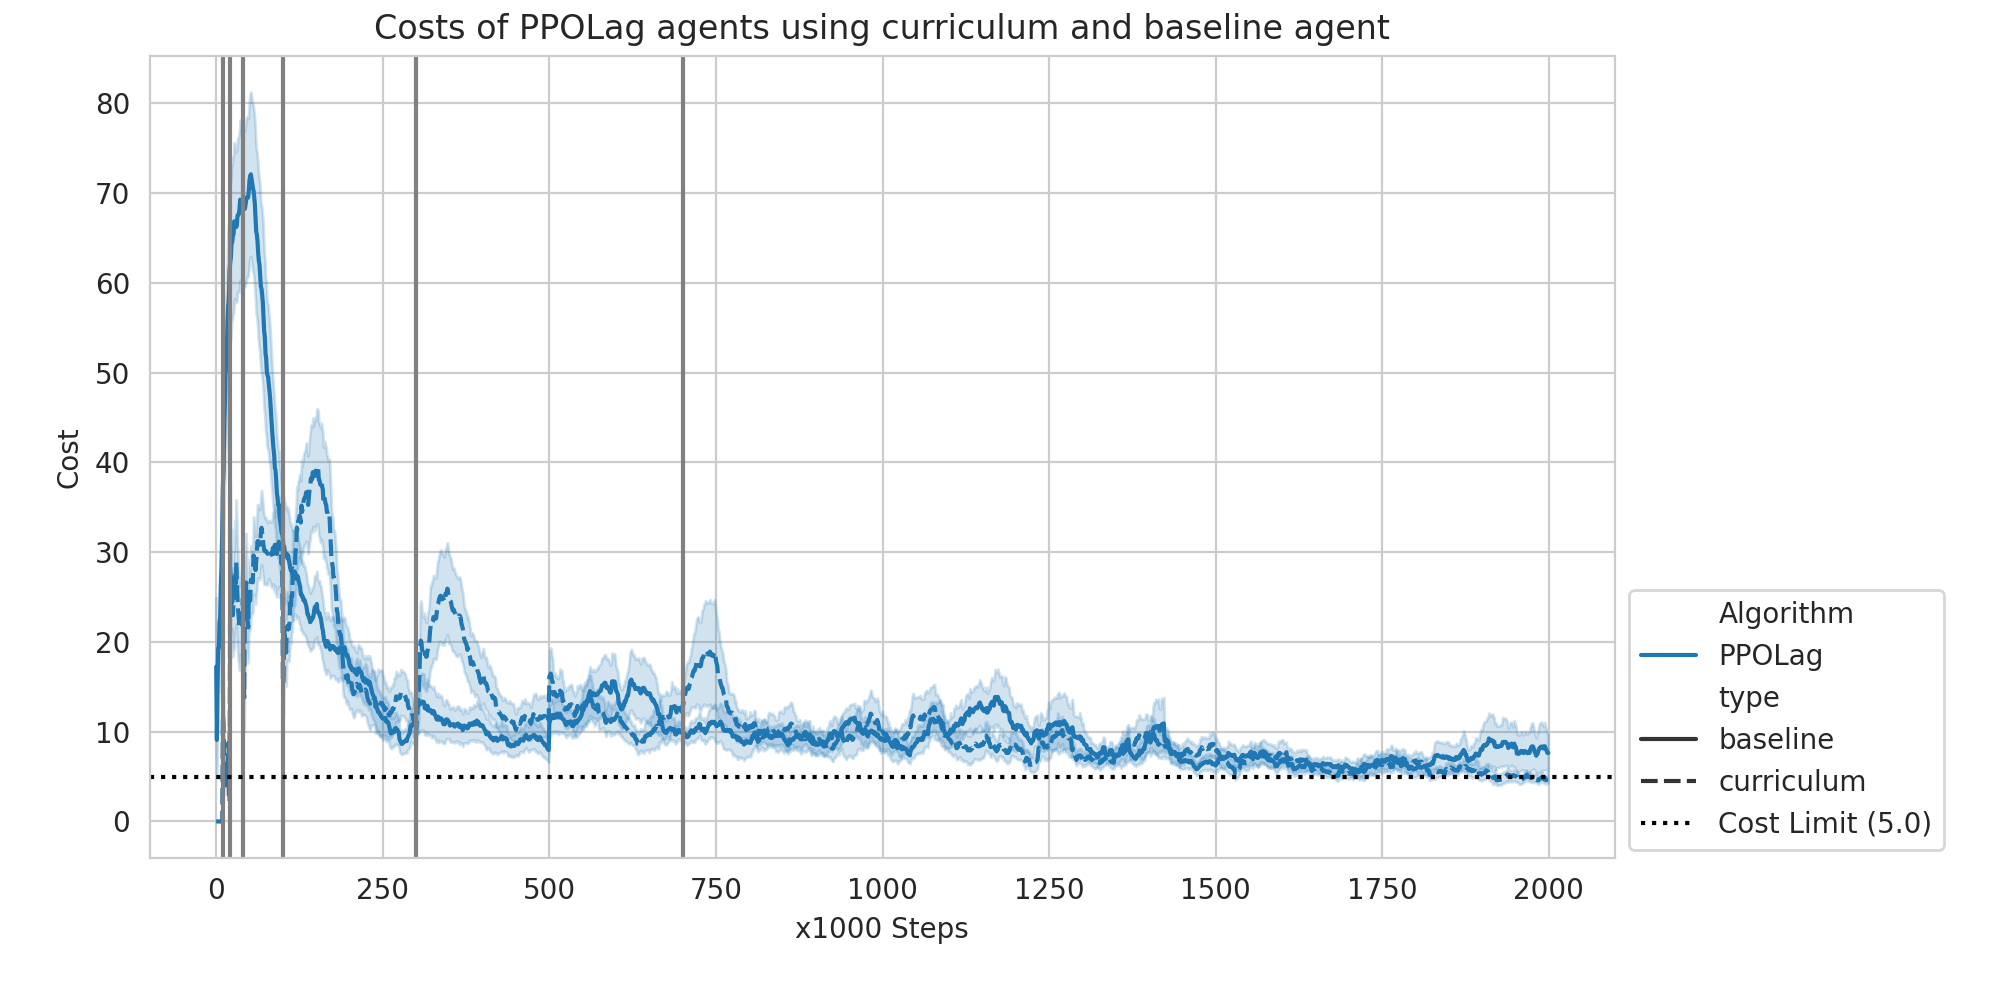 Costs of PPOLag agents using curriculum and baseline agent
80
70
60
50
40
30
20
10
0
Cost
0 250 500 750 1000 1250 1500 1750 2000
x1000 Steps
Algorithm
PPOLag
type
baseline
curriculum
Cost Limit (5.0)